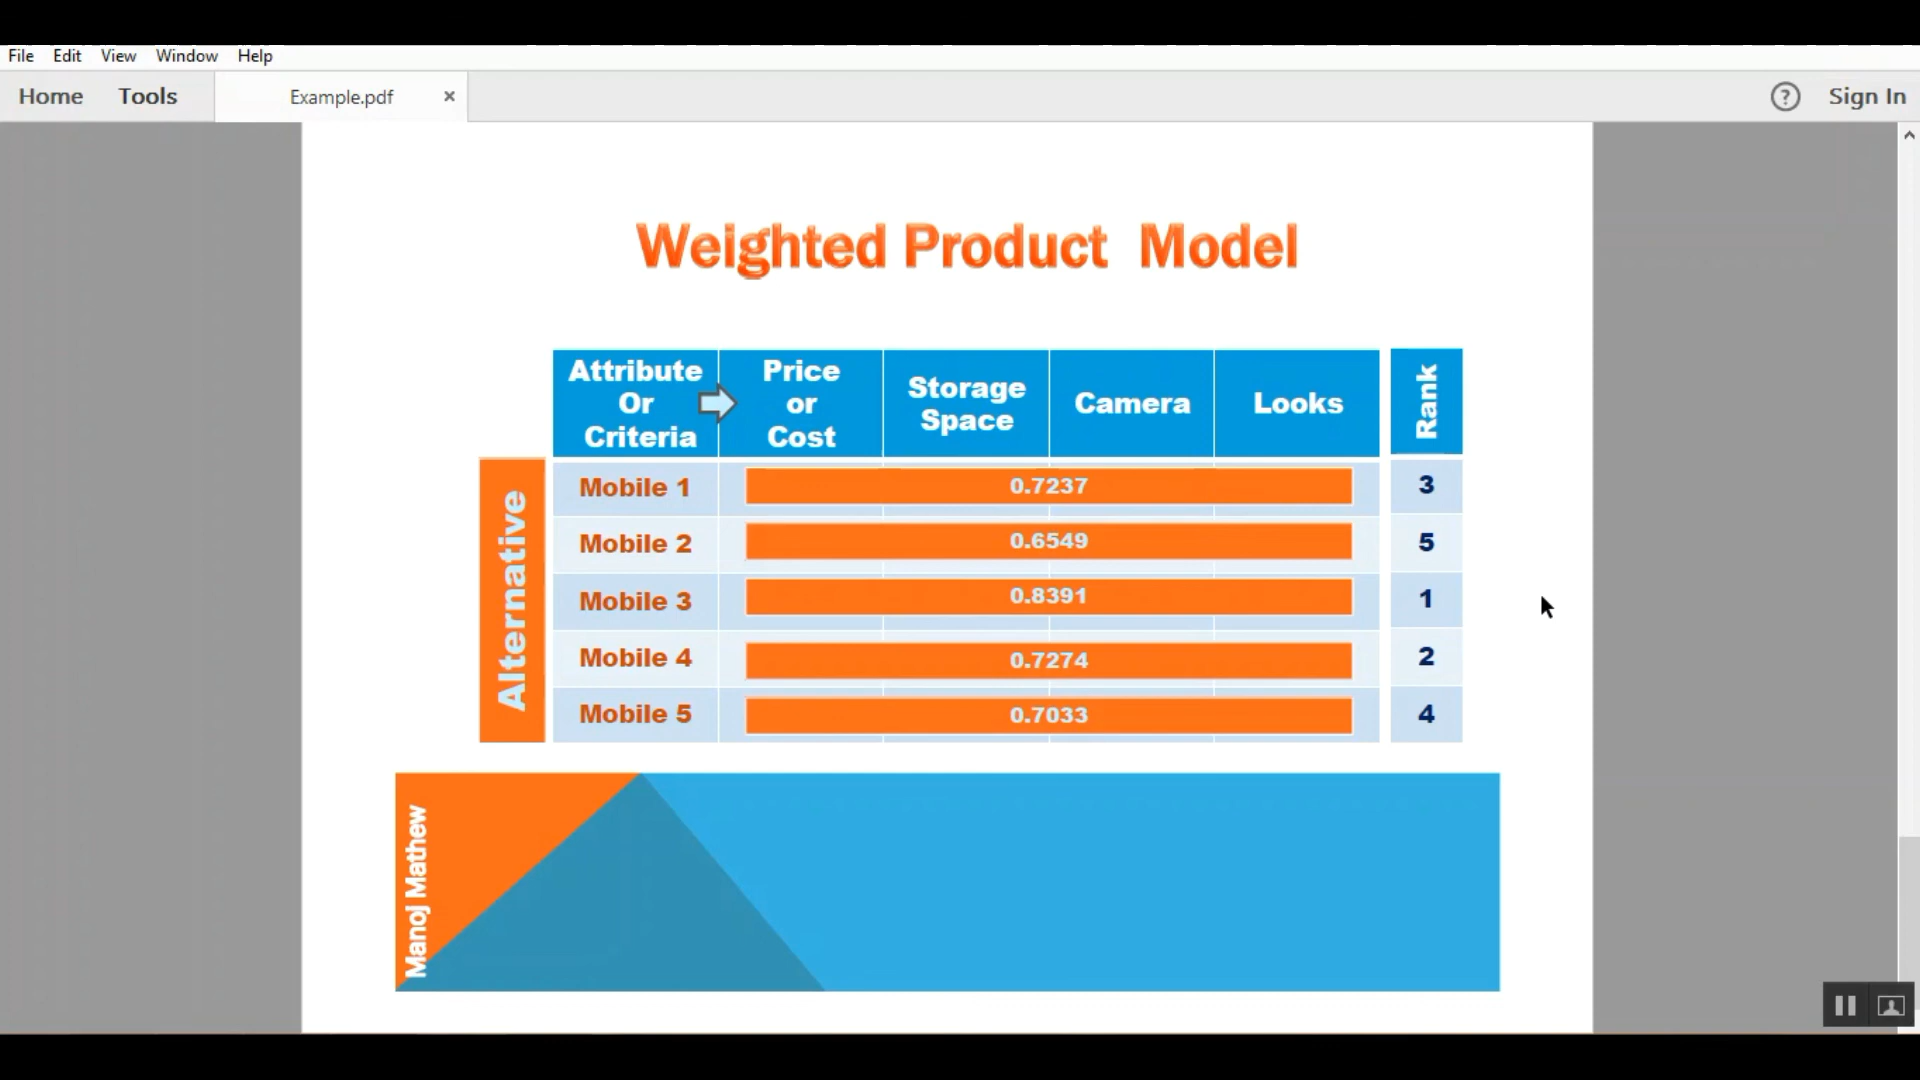 File Edit View Window Help
Home Tools Example.pdf × ? Sign In
Weighted Product Model
Attribute
Or
Criteria
Price
or
Cost
Storage
Space
Camera
Looks
Rank
Alternative
Mobile 1 0.7237 3
Mobile 2 0.6549 5
Mobile 3 0.8391 1
Mobile 4 0.7274 2
Mobile 5 0.7033 4
Manoj Mathew